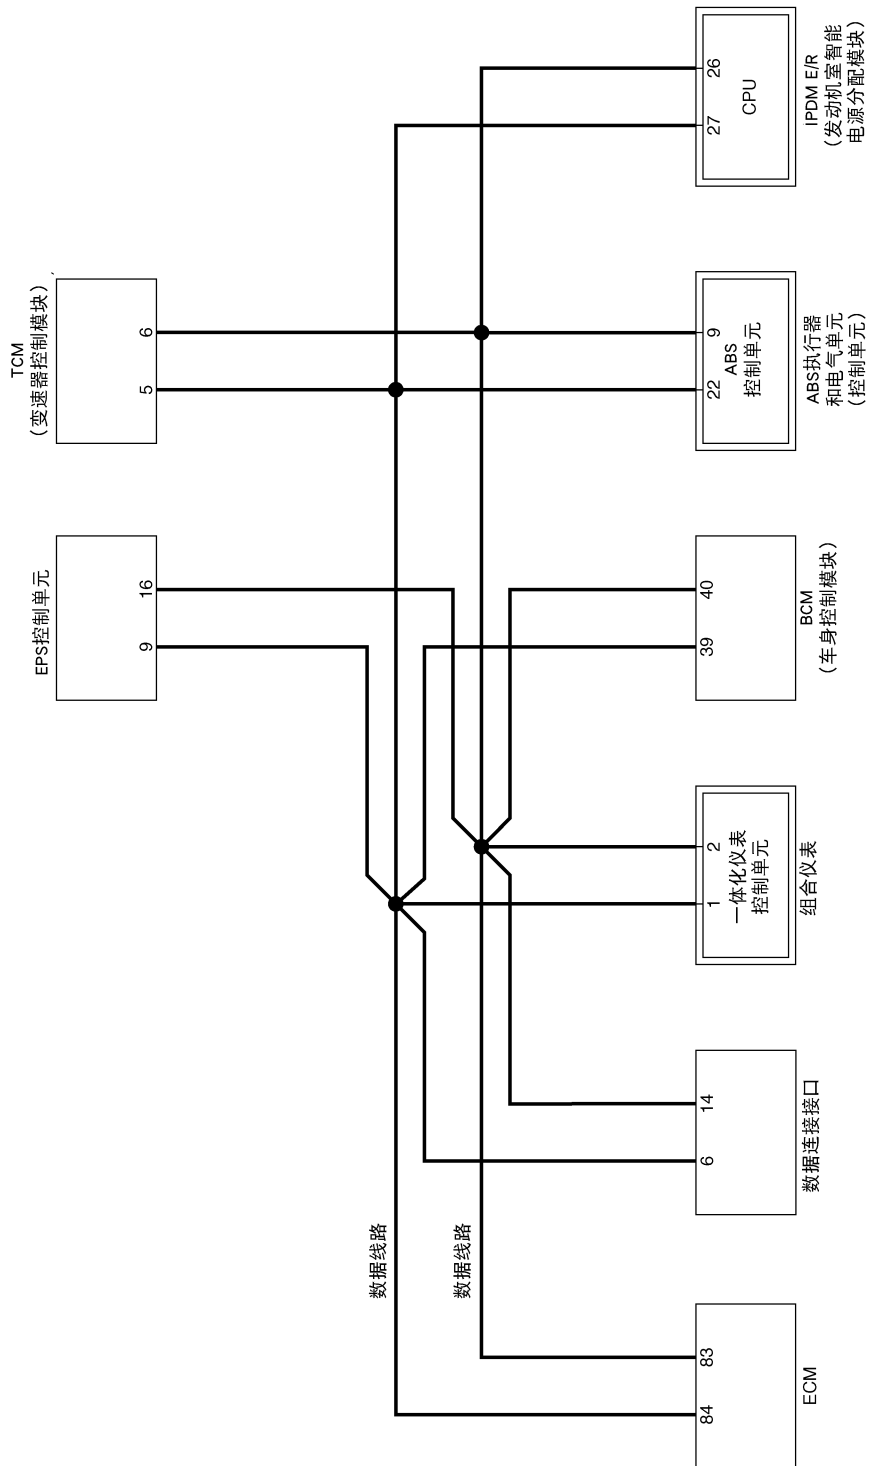 TCM
（变速器控制模块）
5
6
EPS控制单元
9
16
数据线路
数据线路
ECM
84
83
数据连接接口
6
14
组合仪表
一体化仪表
控制单元
1
2
BCM
（车身控制模块）
39
40
ABS执行器
和电气单元
（控制单元）
ABS
控制单元
22
9
IPDM E/R
（发动机室智能
电源分配模块）
CPU
27
26